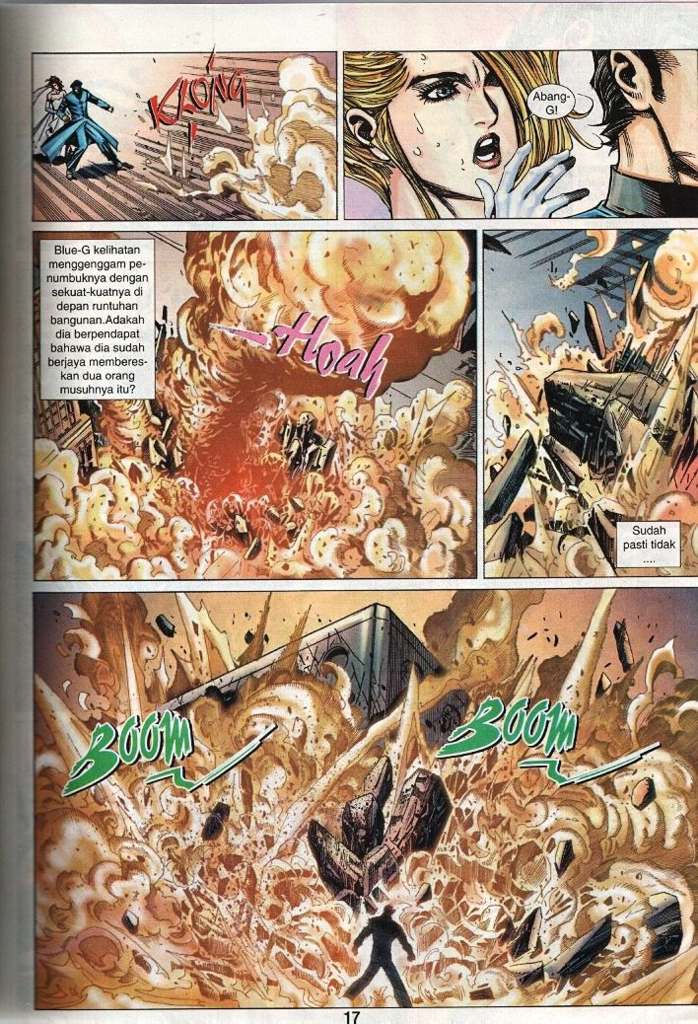 KLONG
Abang-
G!
Blue-G kelihatan
menggenggam pe-
numbuknya dengan
sekuat-kuatnya di
depan runtuhan
bangunan.Adakah
dia berpendapat
bahawa dia sudah
berjaya memberes-
kan dua orang
musuhnya itu?
Hoah
Sudah
pasti tidak
....
BOOM
BOOM
17